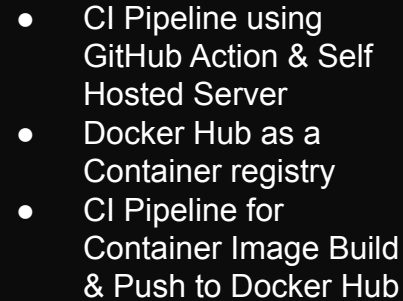 ● CI Pipeline using
GitHub Action & Self
Hosted Server
● Docker Hub as a
Container registry
● CI Pipeline for
Container Image Build
& Push to Docker Hub